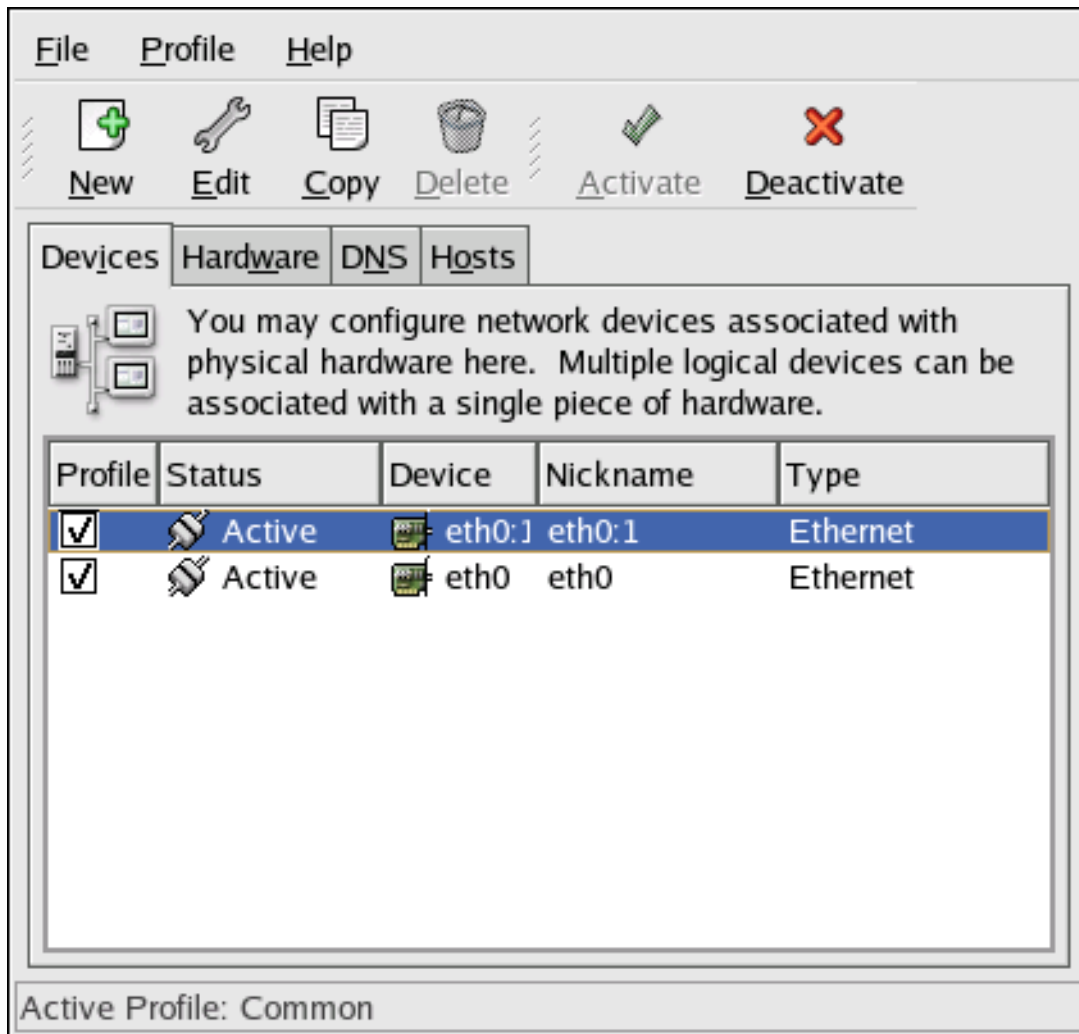 File Profile Help
New Edit Copy Delete Activate Deactivate
Devices Hardware DNS Hosts
You may configure network devices associated with
physical hardware here.  Multiple logical devices can be
associated with a single piece of hardware.
Profile Status Device Nickname Type
Active eth0:1 eth0:1 Ethernet
Active eth0 eth0 Ethernet
Active Profile: Common